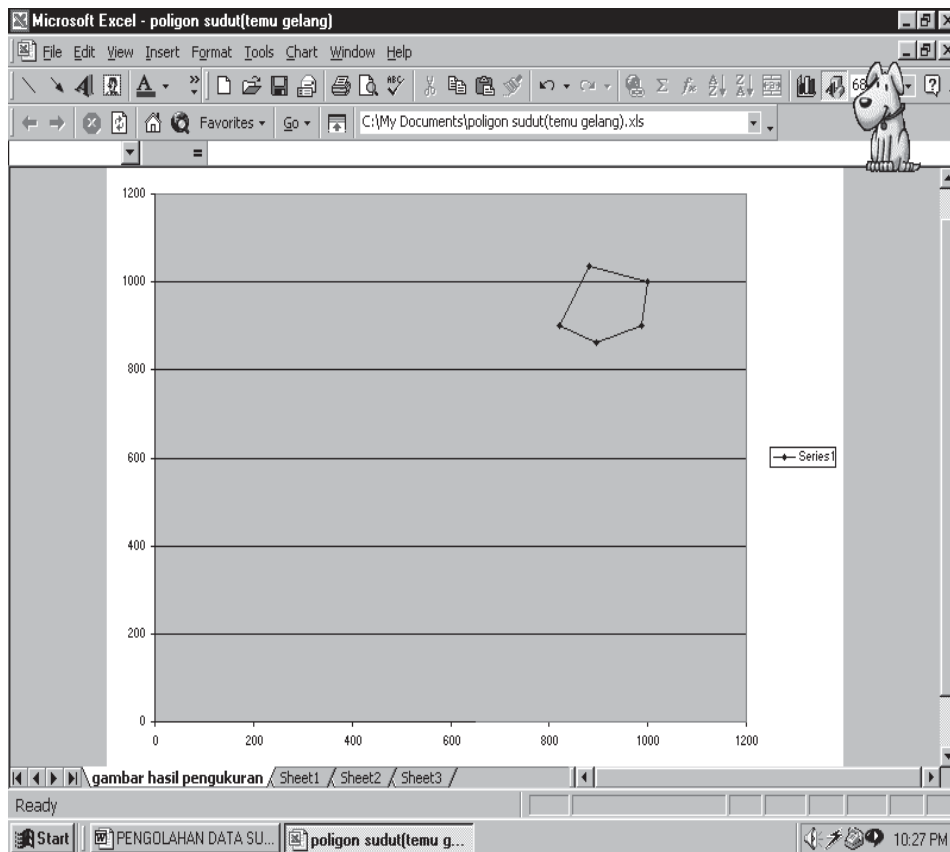 Microsoft Excel - poligon sudut(temu gelang)
File Edit View Insert Format Tools Chart Window Help
Favorites Go C:\My Documents\poligon sudut(temu gelang).xls
=
1200
1000
800
600
400
200
0
0 200 400 600 800 1000 1200
Series1
gambar hasil pengukuran Sheet1 Sheet2 Sheet3
Ready
Start PENGOLAHAN DATA SU... poligon sudut(temu g... 10:27 PM